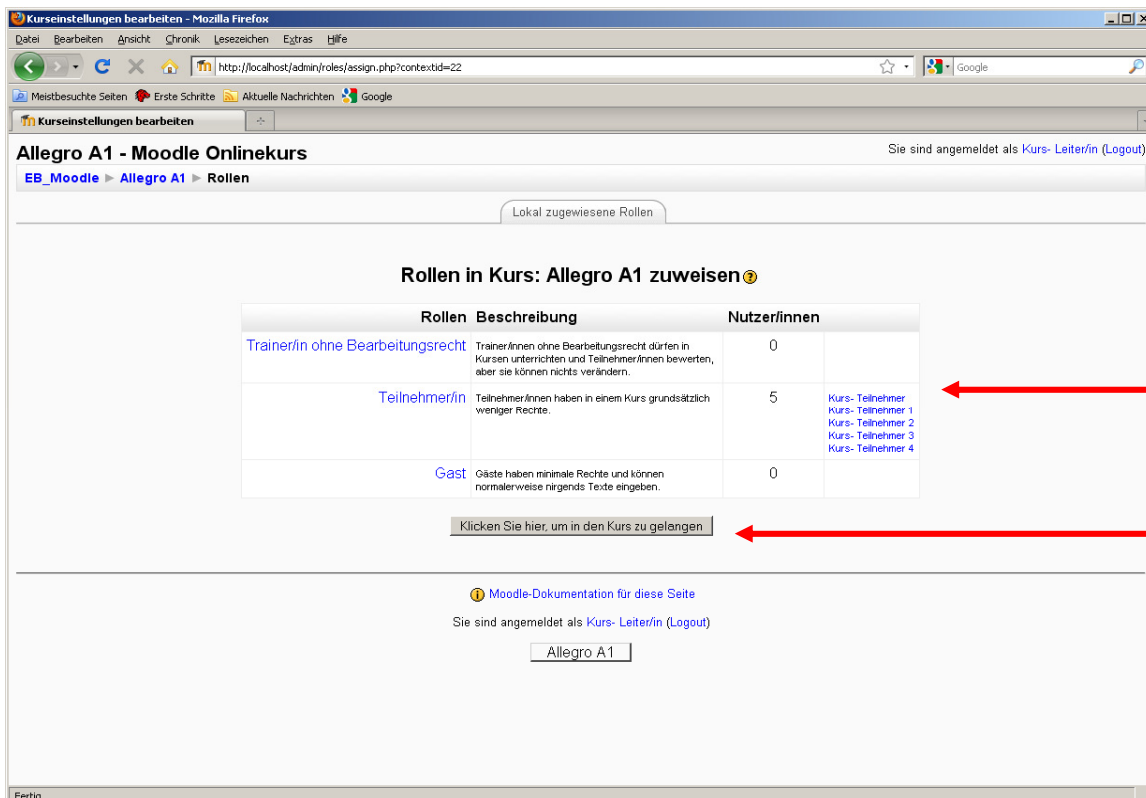 Kurseinstellungen bearbeiten - Mozilla Firefox
Datei Bearbeiten Ansicht Chronik Lesezeichen Extras Hilfe
http://localhost/admin/roles/assign.php?contextid=22
Google
Meistbesuchte Seiten Erste Schritte Aktuelle Nachrichten Google
Kurseinstellungen bearbeiten
Allegro A1 - Moodle Onlinekurs
Sie sind angemeldet als Kurs- Leiter/in (Logout)
EB_Moodle ► Allegro A1 ► Rollen
Lokal zugewiesene Rollen
Rollen in Kurs: Allegro A1 zuweisen
Rollen Beschreibung Nutzer/innen
Trainer/in ohne Bearbeitungsrecht
Trainer/innen ohne Bearbeitungsrecht dürfen in
Kursen unterrichten und Teilnehmer/innen bewerten,
aber sie können nichts verändern.
0
Teilnehmer/in
Teilnehmer/innen haben in einem Kurs grundsätzlich
weniger Rechte.
5
Kurs- Teilnehmer
Kurs- Teilnehmer 1
Kurs- Teilnehmer 2
Kurs- Teilnehmer 3
Kurs- Teilnehmer 4
Gast
Gäste haben minimale Rechte und können
normalerweise nirgends Texte eingeben.
0
Klicken Sie hier, um in den Kurs zu gelangen
Moodle-Dokumentation für diese Seite
Sie sind angemeldet als Kurs- Leiter/in (Logout)
Allegro A1
Fertig